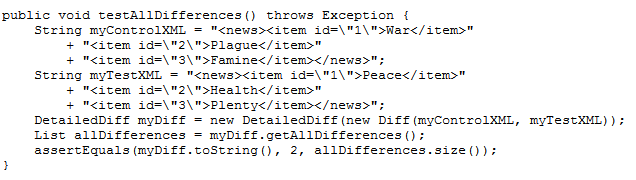 public void testAllDifferences() throws Exception {
    String myControlXML = "<news><item id=\"1\">War</item>"
        + "<item id=\"2\">Plague</item>"
        + "<item id=\"3\">Famine</item></news>";
    String myTestXML = "<news><item id=\"1\">Peace</item>"
        + "<item id=\"2\">Health</item>"
        + "<item id=\"3\">Plenty</item></news>";
    DetailedDiff myDiff = new DetailedDiff(new Diff(myControlXML, myTestXML));
    List allDifferences = myDiff.getAllDifferences();
    assertEquals(myDiff.toString(), 2, allDifferences.size());
}